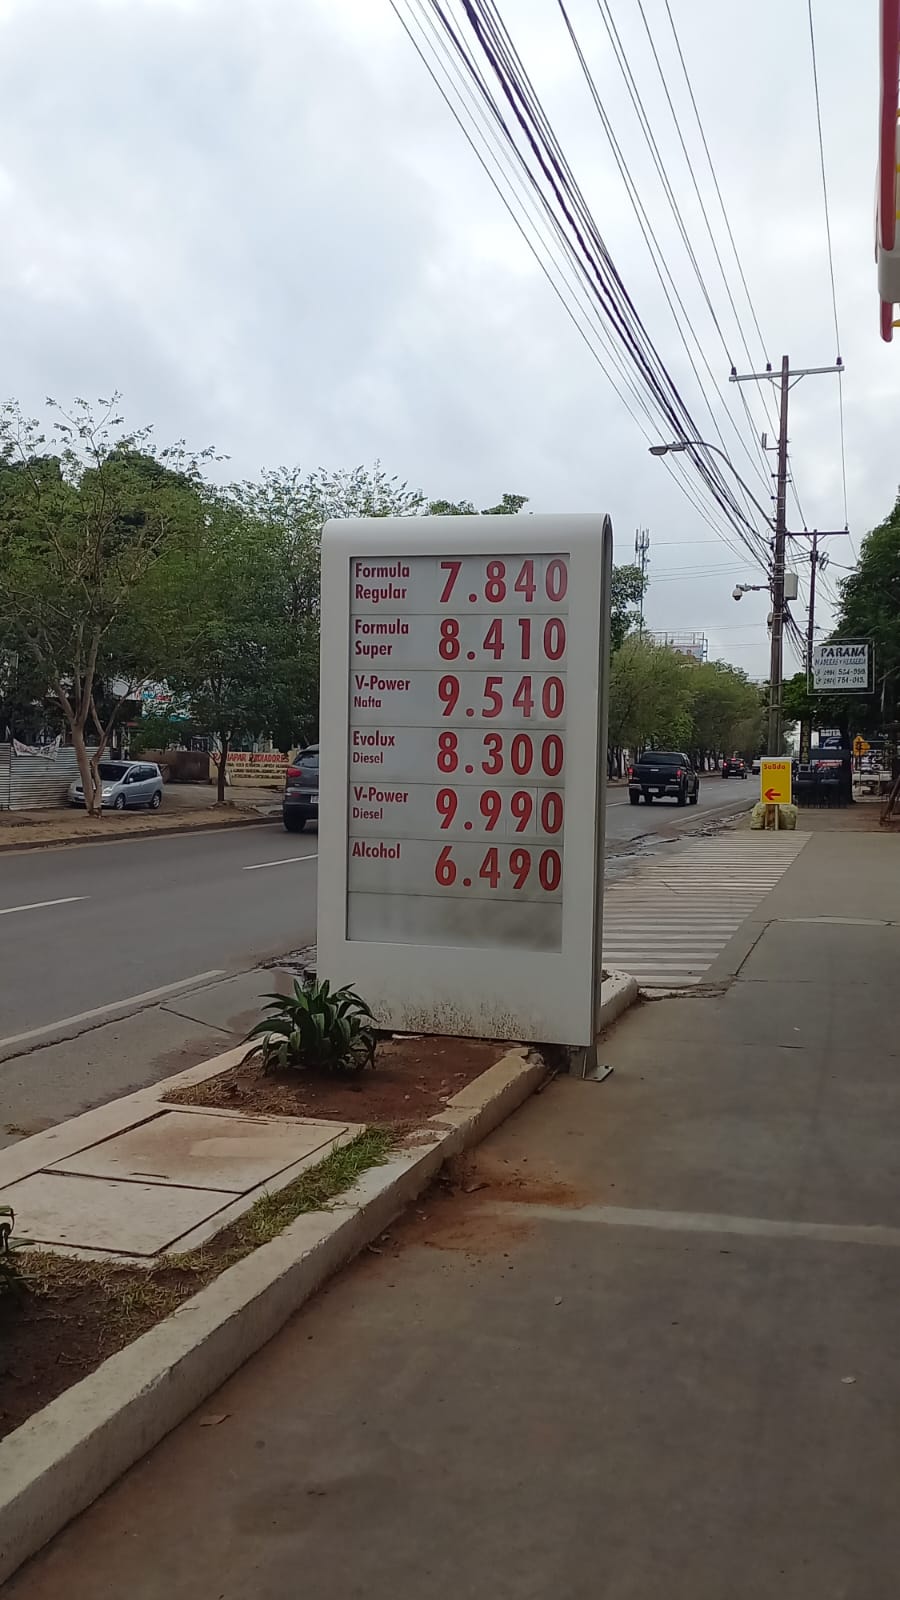 Formula
Regular
7.840
Formula
Super
8.410
V-Power
Nafta
9.540
Evolux
Diesel
8.300
V-Power
Diesel
9.990
Alcohol
6.490
Salida
PARANÁ